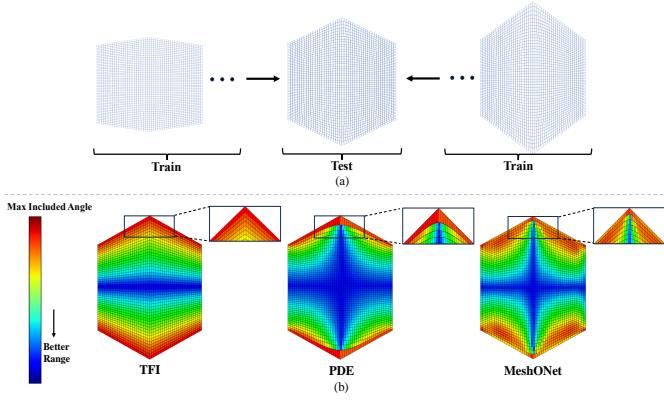 Train
Test
Train
(a)
Max Included Angle
Better
Range
TFI
PDE
MeshONet
(b)